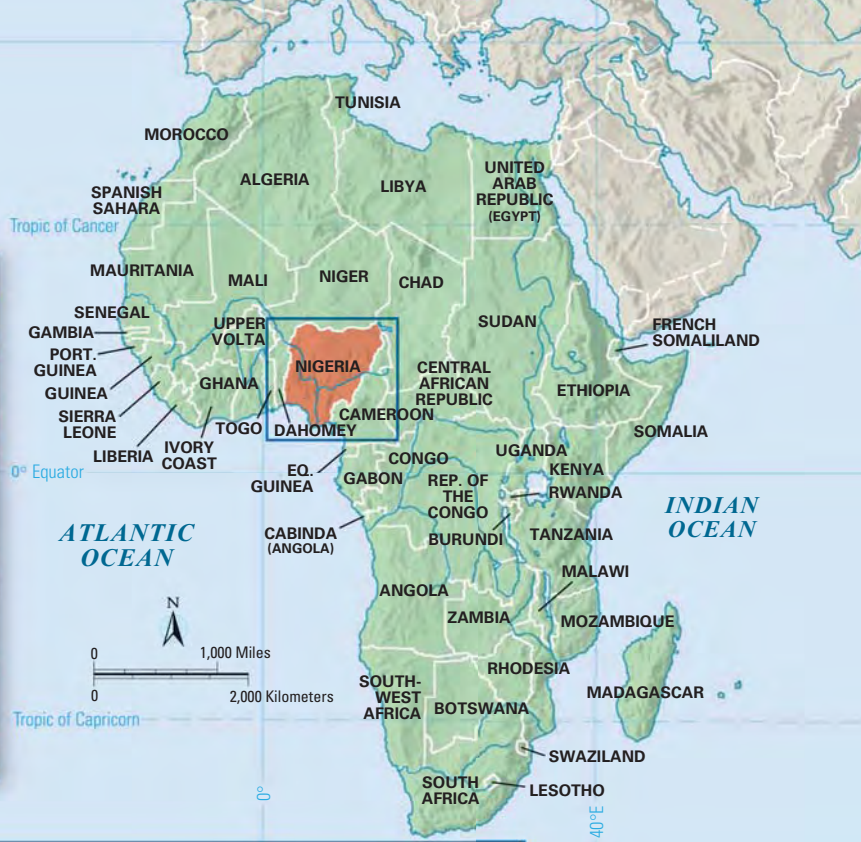 TUNISIA
MOROCCO
ALGERIA
LIBYA
UNITED
ARAB
REPUBLIC
(EGYPT)
SPANISH
SAHARA
Tropic of Cancer
MAURITANIA
MALI
NIGER
CHAD
SUDAN
SENEGAL
GAMBIA
PORT.
GUINEA
GUINEA
SIERRA
LEONE
LIBERIA
IVORY
COAST
UPPER
VOLTA
GHANA
TOGO
DAHOMEY
NIGERIA
CAMEROON
CENTRAL
AFRICAN
REPUBLIC
FRENCH
SOMALILAND
ETHIOPIA
SOMALIA
0° Equator
EQ.
GUINEA
GABON
CONGO
REP. OF
THE
CONGO
UGANDA
KENYA
RWANDA
BURUNDI
TANZANIA
INDIAN
OCEAN
ATLANTIC
OCEAN
CABINDA
(ANGOLA)
ANGOLA
ZAMBIA
MALAWI
MOZAMBIQUE
N
0 1,000 Miles
0 2,000 Kilometers
RHODESIA
SOUTH-
WEST
AFRICA
BOTSWANA
MADAGASCAR
Tropic of Capricorn
SWAZILAND
SOUTH
AFRICA
LESOTHO
0°
40°E